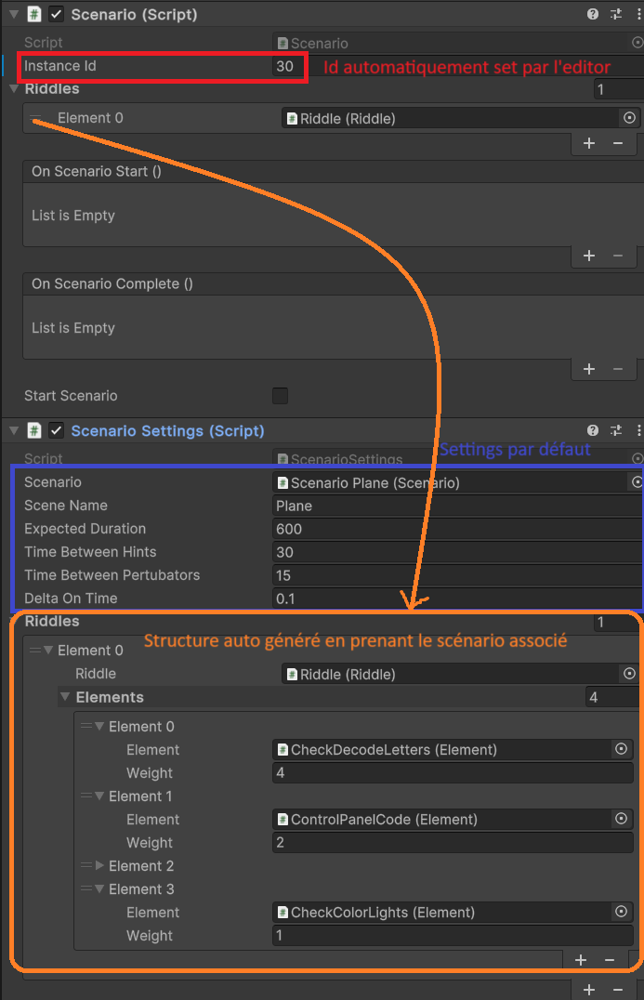 Scenario (Script)
Script Scenario
Instance Id 30 Id automatiquement set par l'editor
Riddles 1
Element 0 Riddle (Riddle)
On Scenario Start ()
List is Empty
On Scenario Complete ()
List is Empty
Start Scenario
Scenario Settings (Script)
Settings par défaut
Script ScenarioSettings
Scenario Scenario Plane (Scenario)
Scene Name Plane
Expected Duration 600
Time Between Hints 30
Time Between Pertubators 15
Delta On Time 0.1
Riddles 1
Structure auto généré en prenant le scénario associé
Element 0
Riddle Riddle (Riddle)
Elements 4
Element 0
Element CheckDecodeLetters (Element)
Weight 4
Element 1
Element ControlPanelCode (Element)
Weight 2
Element 2
Element 3
Element CheckColorLights (Element)
Weight 1